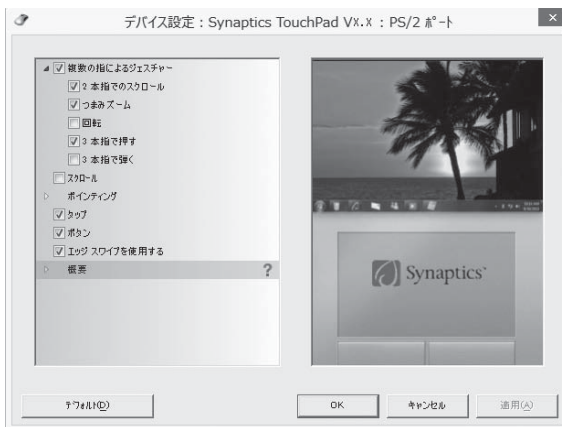 デバイス設定：Synaptics TouchPad Vx.x：PS/2 ﾎﾟｰﾄ
複数の指によるジェスチャー
2 本指でのスクロール
つまみズーム
回転
3 本指で押す
3 本指で弾く
ｽｸﾛｰﾙ
ポインティング
タップ
ボタン
エッジ スワイプを使用する
概要 ?
Synaptics
ﾃﾞﾌｫﾙﾄ(D)
OK
キャンセル
適用(A)